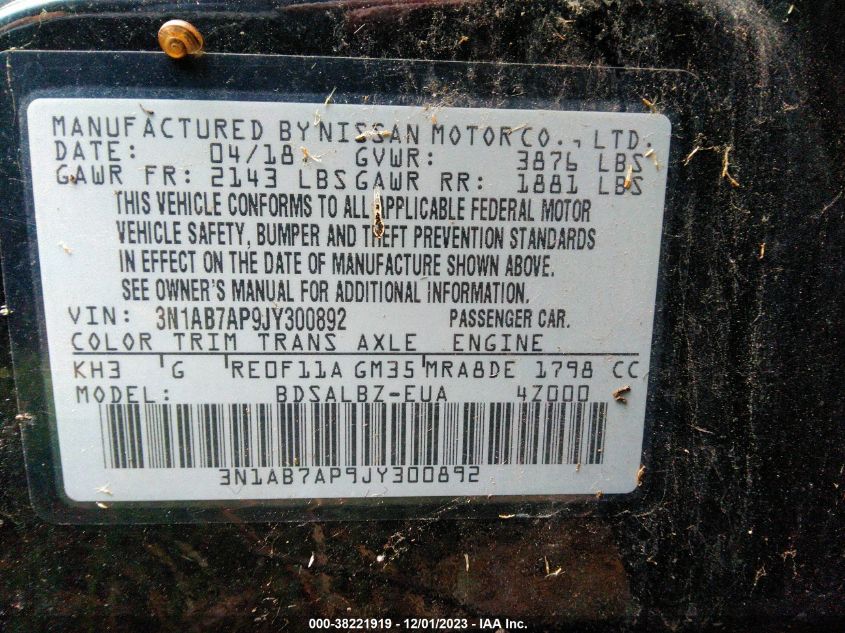 MANUFACTURED BY NISSAN MOTOR CO., LTD.
DATE: 04/18 GVWR: 3876 LBS
GAWR FR: 2143 LBS GAWR RR: 1881 LBS
THIS VEHICLE CONFORMS TO ALL APPLICABLE FEDERAL MOTOR
VEHICLE SAFETY, BUMPER AND THEFT PREVENTION STANDARDS
IN EFFECT ON THE DATE OF MANUFACTURE SHOWN ABOVE.
SEE OWNER'S MANUAL FOR ADDITIONAL INFORMATION.
VIN: 3N1AB7AP9JY300892 PASSENGER CAR.
COLOR TRIM TRANS AXLE ENGINE
KH3 G RE0F11A GM35 MRA8DE 1798 CC
MODEL: BDSALBZ-EUA 4Z000
3N1AB7AP9JY300892
000-38221919 - 12/01/2023 - IAA Inc.